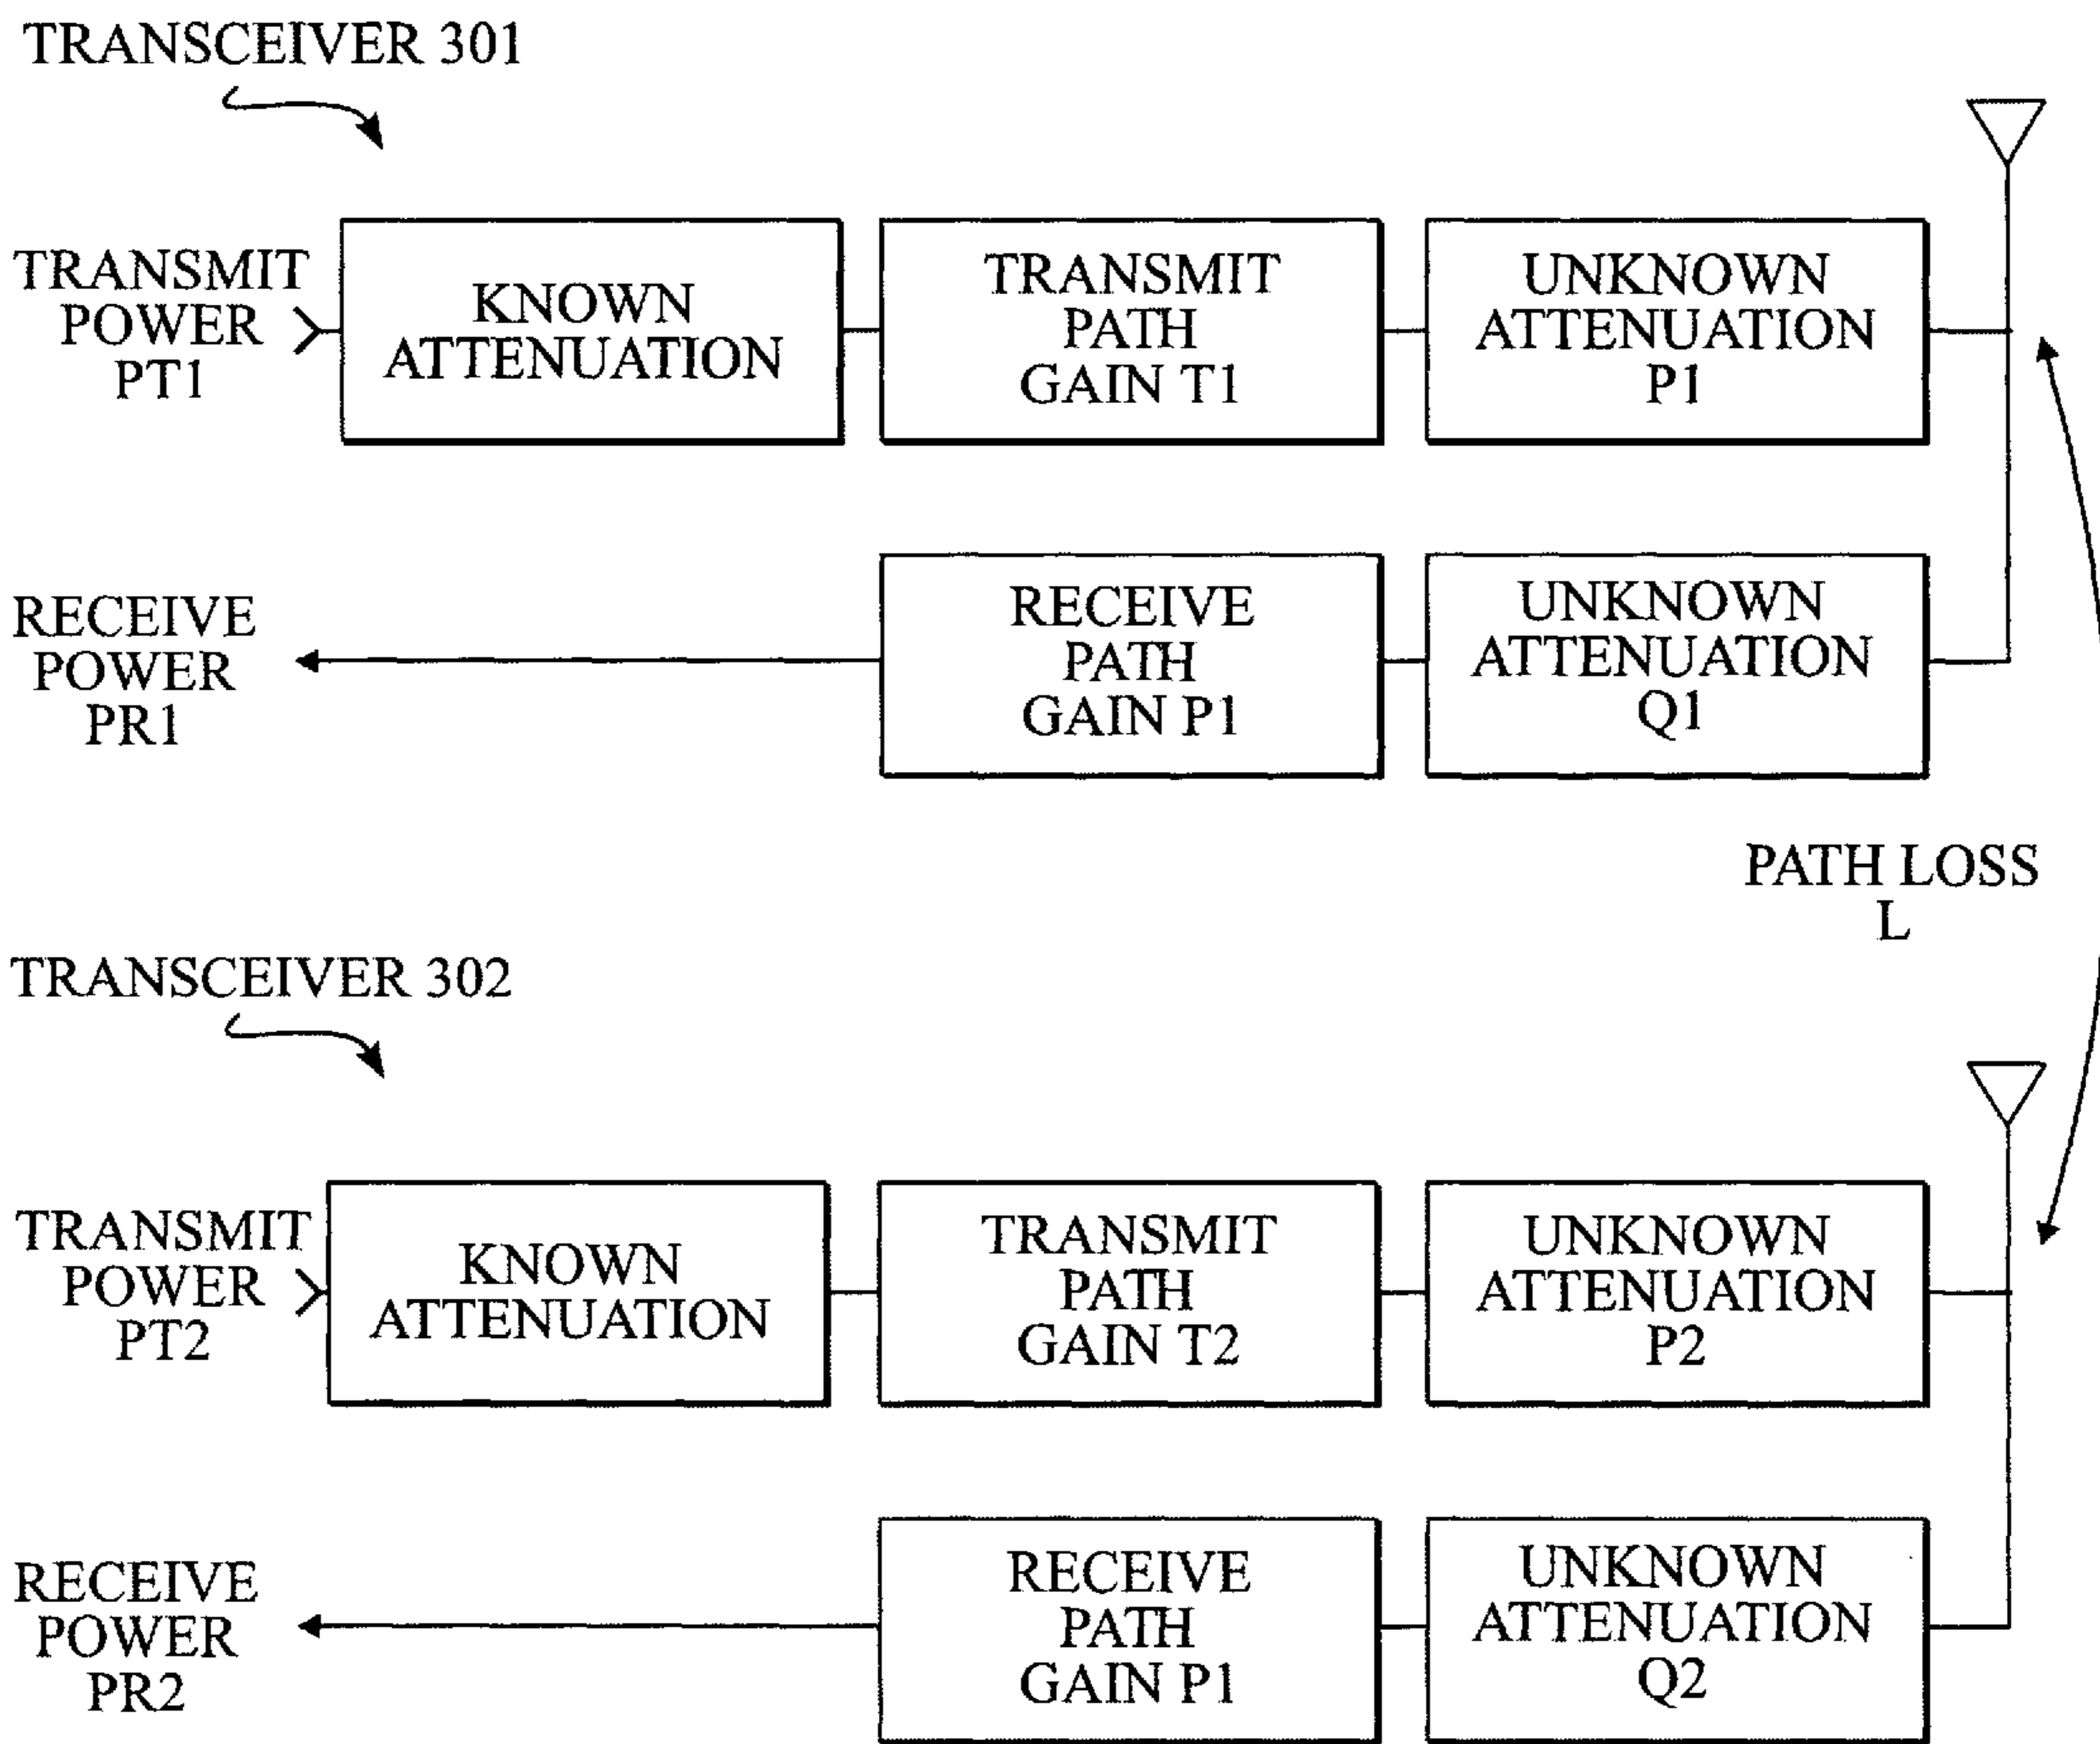 TRANSCEIVER 301
TRANSMIT
POWER
PT1
KNOWN
ATTENUATION
TRANSMIT
PATH
GAIN T1
UNKNOWN
ATTENUATION
P1
RECEIVE
POWER
PR1
RECEIVE
PATH
GAIN P1
UNKNOWN
ATTENUATION
Q1
PATH LOSS
L
TRANSCEIVER 302
TRANSMIT
POWER
PT2
KNOWN
ATTENUATION
TRANSMIT
PATH
GAIN T2
UNKNOWN
ATTENUATION
P2
RECEIVE
POWER
PR2
RECEIVE
PATH
GAIN P1
UNKNOWN
ATTENUATION
Q2